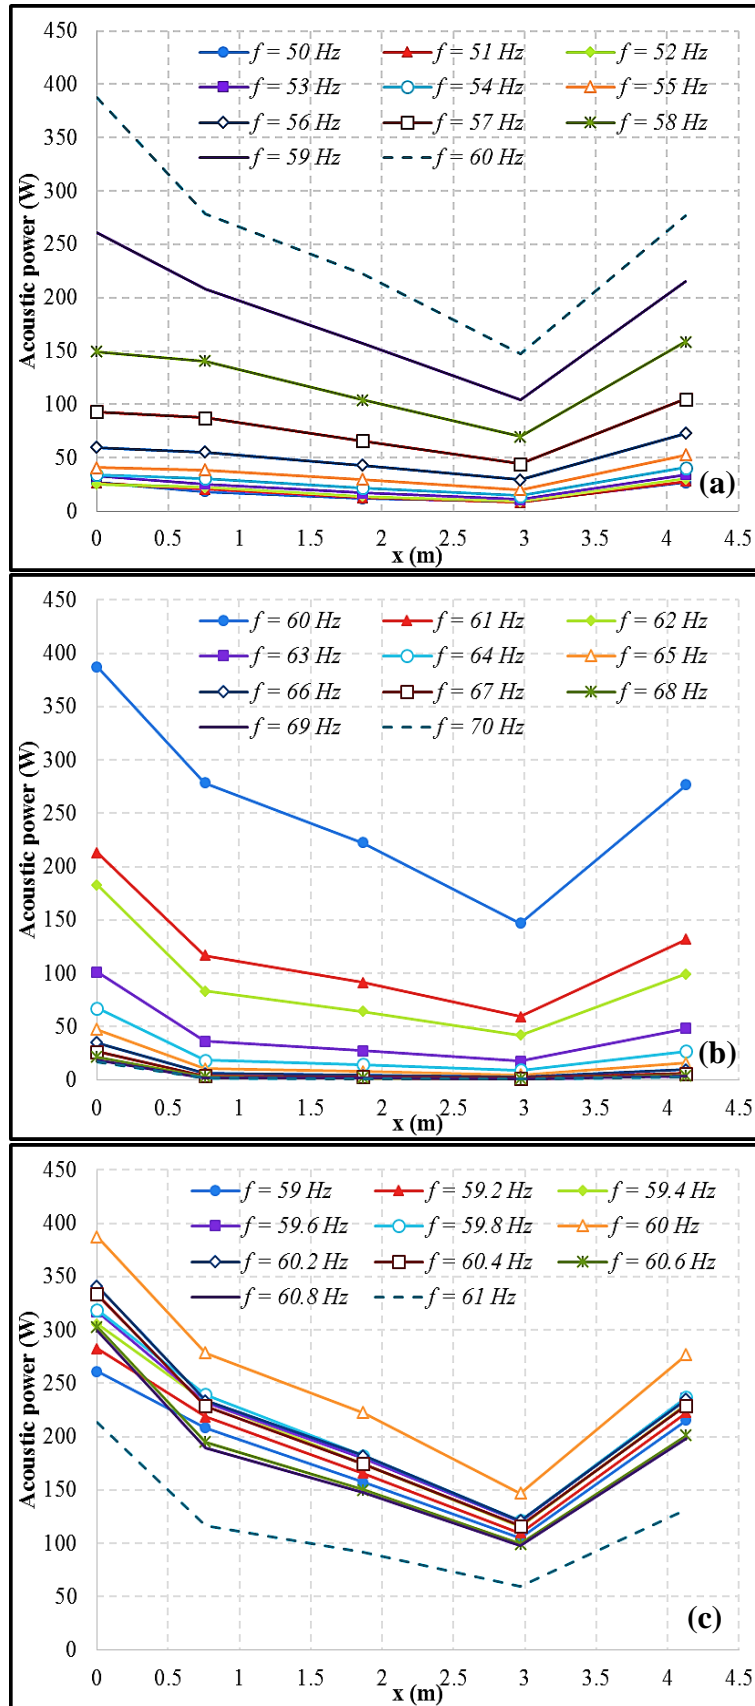 450
400
350
300
250
200
150
100
50
0
Acoustic power (W)
f = 50 Hz f = 51 Hz f = 52 Hz
f = 53 Hz f = 54 Hz f = 55 Hz
f = 56 Hz f = 57 Hz f = 58 Hz
f = 59 Hz f = 60 Hz
(a)
0 0.5 1 1.5 2 2.5 3 3.5 4 4.5
x (m)
450
400
350
300
250
200
150
100
50
0
Acoustic power (W)
f = 60 Hz f = 61 Hz f = 62 Hz
f = 63 Hz f = 64 Hz f = 65 Hz
f = 66 Hz f = 67 Hz f = 68 Hz
f = 69 Hz f = 70 Hz
(b)
0 0.5 1 1.5 2 2.5 3 3.5 4 4.5
x (m)
450
400
350
300
250
200
150
100
50
0
Acoustic power (W)
f = 59 Hz f = 59.2 Hz f = 59.4 Hz
f = 59.6 Hz f = 59.8 Hz f = 60 Hz
f = 60.2 Hz f = 60.4 Hz f = 60.6 Hz
f = 60.8 Hz f = 61 Hz
(c)
0 0.5 1 1.5 2 2.5 3 3.5 4 4.5
x (m)